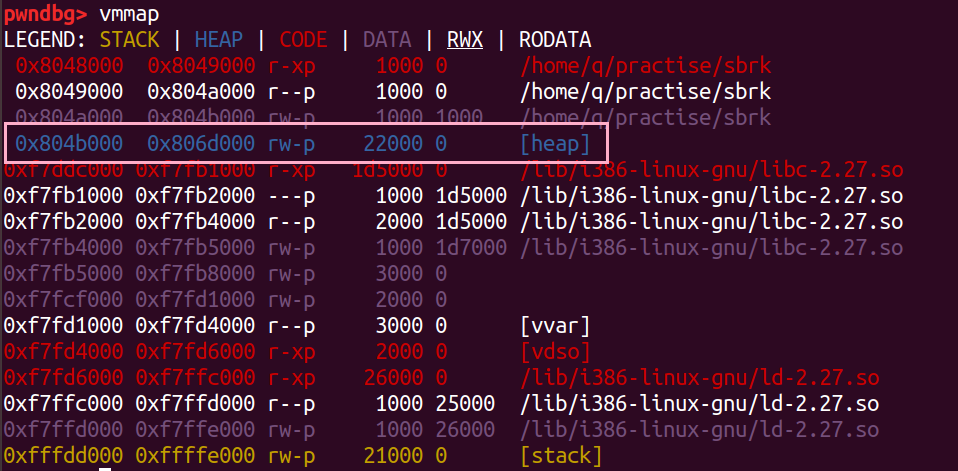 pwndbg> vmmap
LEGEND: STACK | HEAP | CODE | DATA | RWX | RODATA
0x8048000 0x8049000 r-xp 1000 0 /home/q/practise/sbrk
0x8049000 0x804a000 r--p 1000 0 /home/q/practise/sbrk
0x804a000 0x804b000 rw-p 1000 1000 /home/q/practise/sbrk
0x804b000 0x806d000 rw-p 22000 0 [heap]
0xf7ddc000 0xf7fb1000 r-xp 1d5000 0 /lib/i386-linux-gnu/libc-2.27.so
0xf7fb1000 0xf7fb2000 ---p 1000 1d5000 /lib/i386-linux-gnu/libc-2.27.so
0xf7fb2000 0xf7fb4000 r--p 2000 1d5000 /lib/i386-linux-gnu/libc-2.27.so
0xf7fb4000 0xf7fb5000 rw-p 1000 1d7000 /lib/i386-linux-gnu/libc-2.27.so
0xf7fb5000 0xf7fb8000 rw-p 3000 0
0xf7fcf000 0xf7fd1000 rw-p 2000 0
0xf7fd1000 0xf7fd4000 r--p 3000 0 [vvar]
0xf7fd4000 0xf7fd6000 r-xp 2000 0 [vdso]
0xf7fd6000 0xf7ffc000 r-xp 26000 0 /lib/i386-linux-gnu/ld-2.27.so
0xf7ffc000 0xf7ffd000 r--p 1000 25000 /lib/i386-linux-gnu/ld-2.27.so
0xf7ffd000 0xf7ffe000 rw-p 1000 26000 /lib/i386-linux-gnu/ld-2.27.so
0xfffdd000 0xffffe000 rw-p 21000 0 [stack]